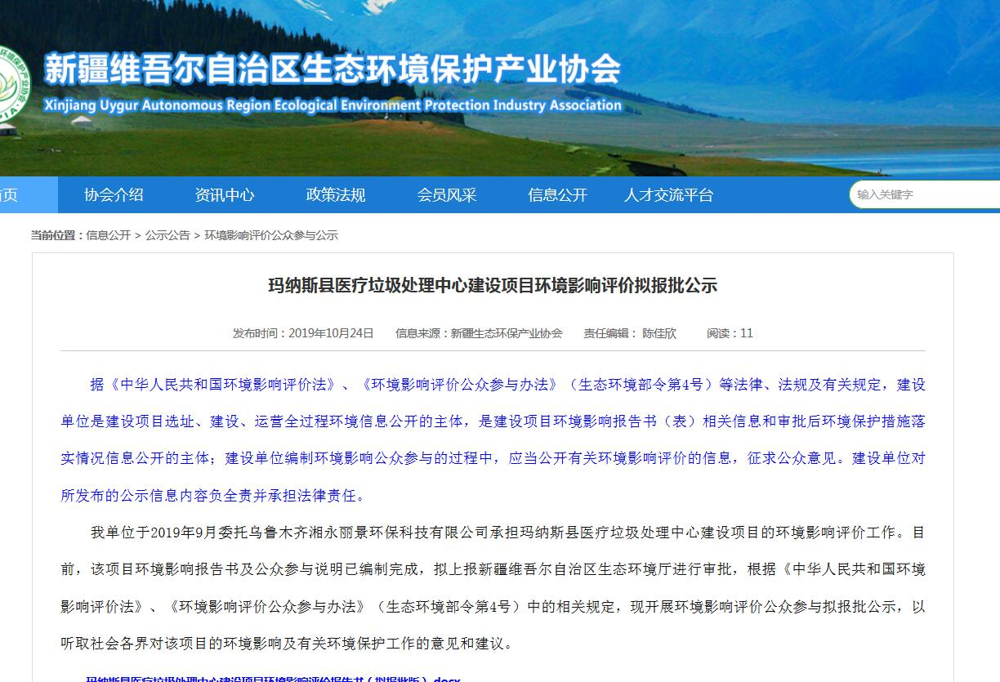 新疆维吾尔自治区生态环境保护产业协会
Xinjiang Uygur Autonomous Region Ecological Environment Protection Industry Association
首页 协会介绍 资讯中心 政策法规 会员风采 信息公开 人才交流平台 输入关键字
当前位置：信息公开 > 公示公告 > 环境影响评价公众参与公示
玛纳斯县医疗垃圾处理中心建设项目环境影响评价拟报批公示
发布时间：2019年10月24日 信息来源：新疆生态环保产业协会 责任编辑： 陈佳欣 阅读：11
据《中华人民共和国环境影响评价法》、《环境影响评价公众参与办法》（生态环境部令第4号）等法律、法规及有关规定，建设
单位是建设项目选址、建设、运营全过程环境信息公开的主体，是建设项目环境影响报告书（表）相关信息和审批后环境保护措施落
实情况信息公开的主体；建设单位编制环境影响公众参与的过程中，应当公开有关环境影响评价的信息，征求公众意见。建设单位对
所发布的公示信息内容负全责并承担法律责任。
我单位于2019年9月委托乌鲁木齐湘永丽景环保科技有限公司承担玛纳斯县医疗垃圾处理中心建设项目的环境影响评价工作。目
前，该项目环境影响报告书及公众参与说明已编制完成，拟上报新疆维吾尔自治区生态环境厅进行审批，根据《中华人民共和国环境
影响评价法》、《环境影响评价公众参与办法》（生态环境部令第4号）中的相关规定，现开展环境影响评价公众参与拟报批公示，以
听取社会各界对该项目的环境影响及有关环境保护工作的意见和建议。
玛纳斯县医疗垃圾处理中心建设项目环境影响评价报告书（拟报批版）.docx